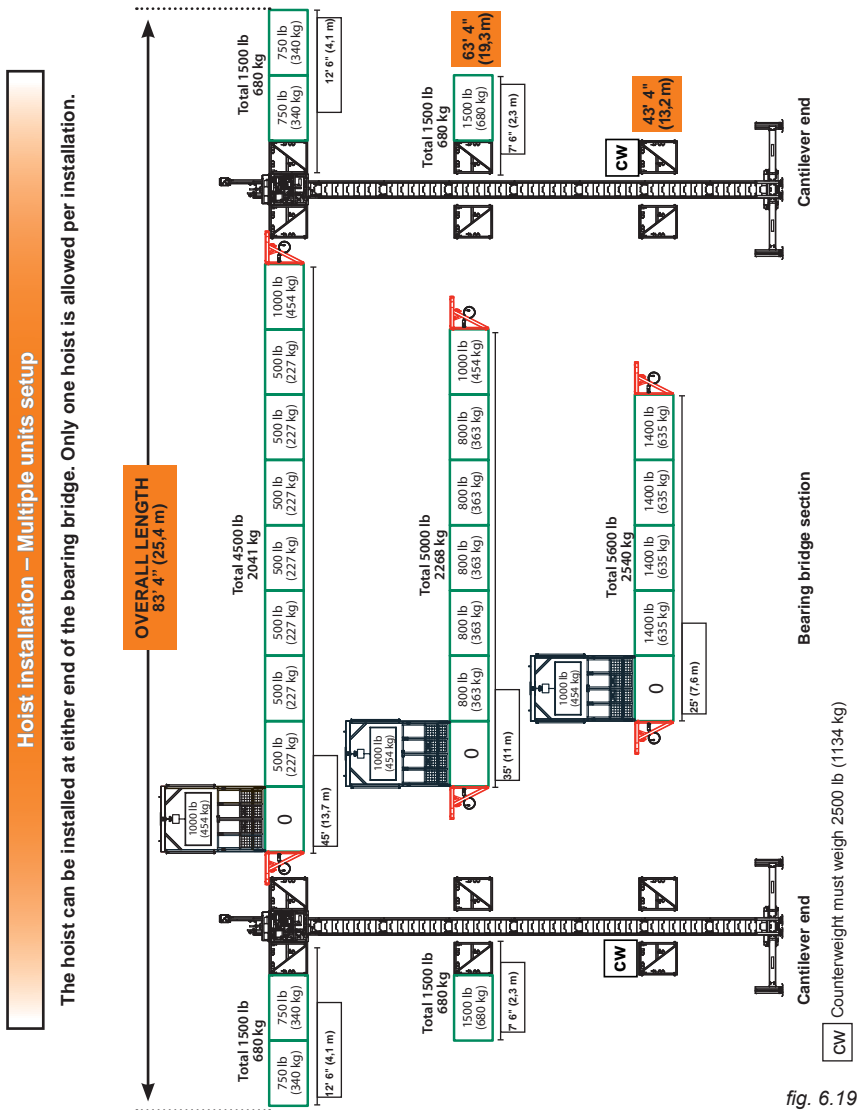 Hoist installation – Multiple units setup
The hoist can be installed at either end of the bearing bridge. Only one hoist is allowed per installation.
OVERALL LENGTH
83' 4" (25,4 m)
Total 1500 lb
680 kg
750 lb
(340 kg)
750 lb
(340 kg)
12' 6" (4,1 m)
Total 4500 lb
2041 kg
1000 lb
(454 kg)
0
500 lb
(227 kg)
500 lb
(227 kg)
500 lb
(227 kg)
500 lb
(227 kg)
500 lb
(227 kg)
500 lb
(227 kg)
500 lb
(227 kg)
1000 lb
(454 kg)
45' (13,7 m)
Total 1500 lb
680 kg
750 lb
(340 kg)
750 lb
(340 kg)
12' 6" (4,1 m)
Total 1500 lb
680 kg
1500 lb
(680 kg)
7' 6" (2,3 m)
Total 5000 lb
2268 kg
1000 lb
(454 kg)
0
800 lb
(363 kg)
800 lb
(363 kg)
800 lb
(363 kg)
800 lb
(363 kg)
800 lb
(363 kg)
1000 lb
(454 kg)
35' (11 m)
Total 1500 lb
680 kg
1500 lb
(680 kg)
7' 6" (2,3 m)
63' 4"
(19,3 m)
CW
Total 5600 lb
2540 kg
1000 lb
(454 kg)
0
1400 lb
(635 kg)
1400 lb
(635 kg)
1400 lb
(635 kg)
1400 lb
(635 kg)
25' (7,6 m)
CW
43' 4"
(13,2 m)
Cantilever end
Bearing bridge section
Cantilever end
CW Counterweight must weigh 2500 lb (1134 kg)
fig. 6.19